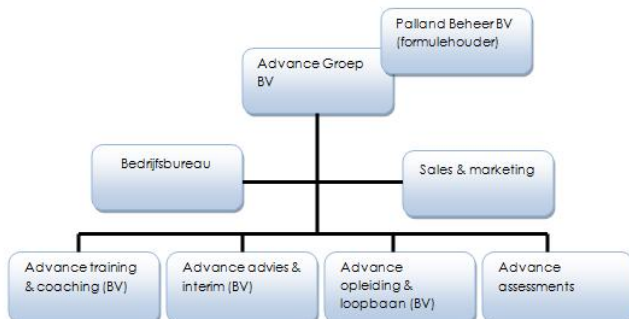 Palland Beheer BV
(formulehouder)
Advance Groep
BV
Bedrijfsbureau
Sales & marketing
Advance training
& coaching (BV)
Advance advies &
interim (BV)
Advance
opleiding &
loopbaan (BV)
Advance
assessments